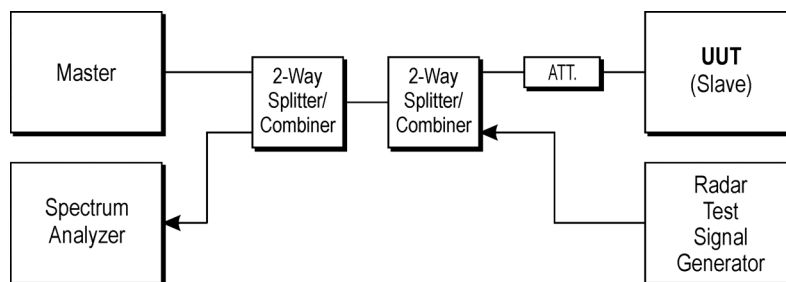 Master
2-Way
Splitter/
Combiner
2-Way
Splitter/
Combiner
ATT.
UUT
(Slave)
Spectrum
Analyzer
Radar
Test
Signal
Generator